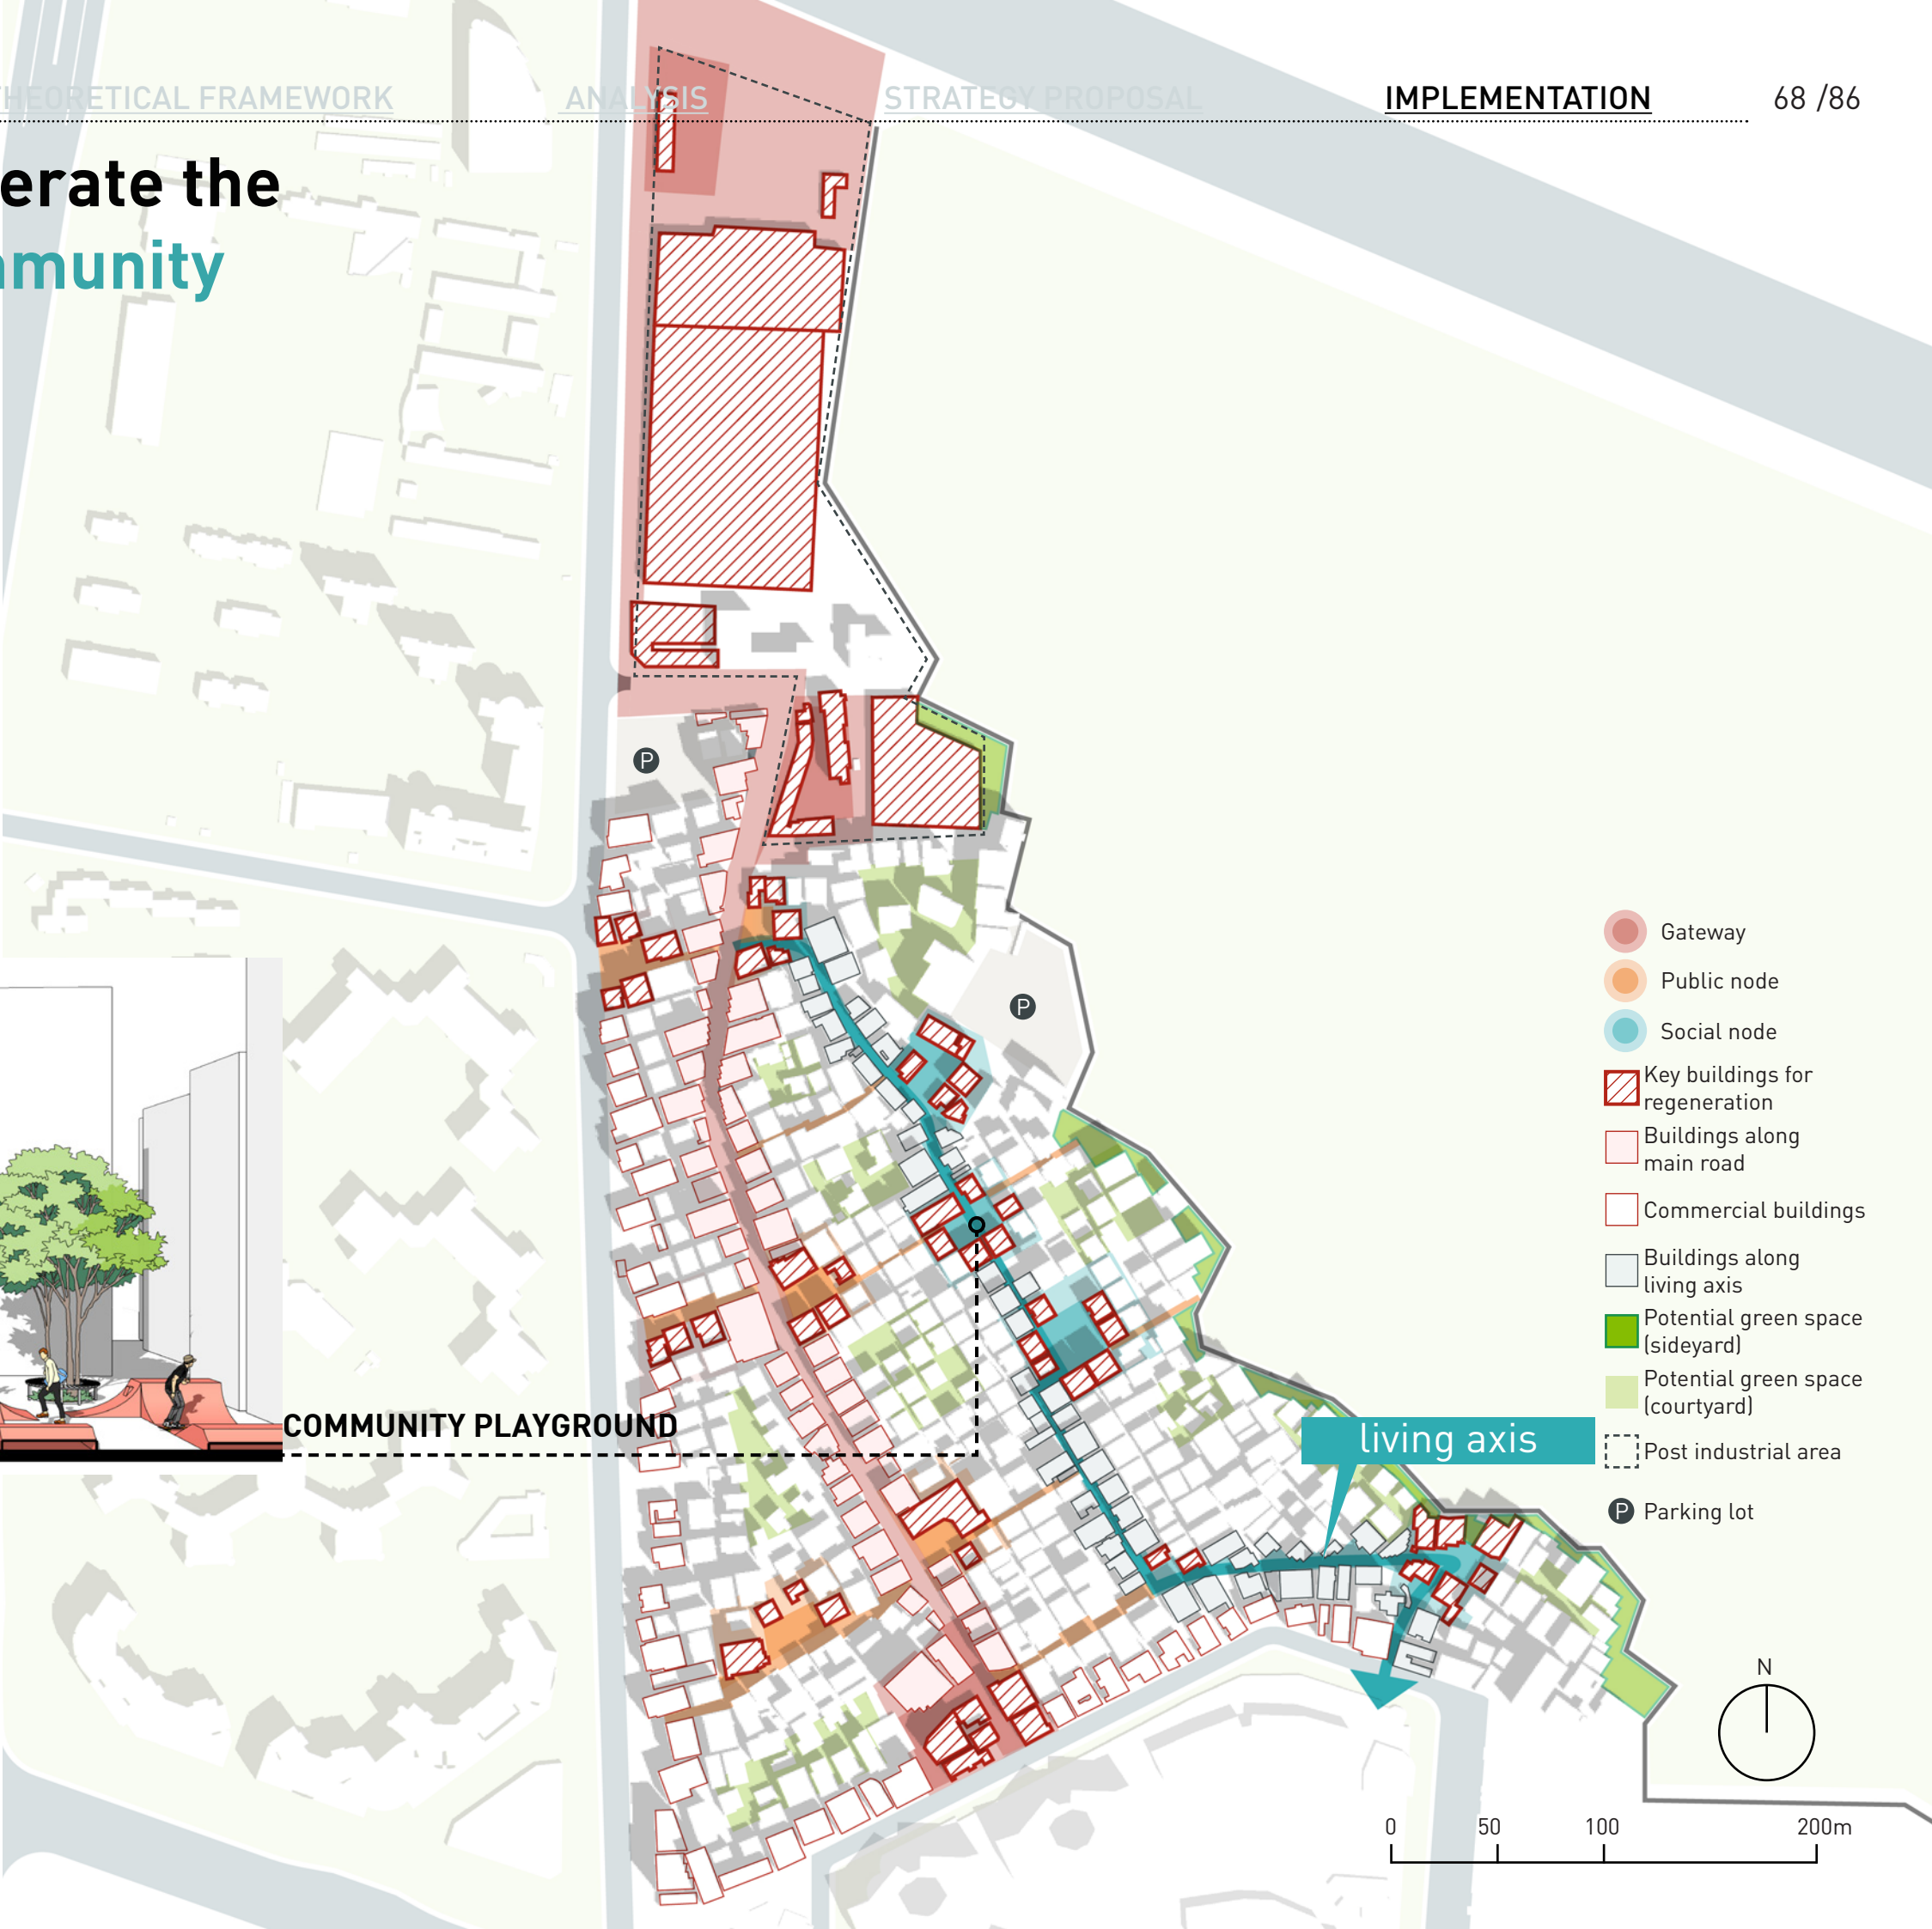 THEORETICAL FRAMEWORK ANALYSIS STRATEGY PROPOSAL IMPLEMENTATION 68 /86
erate the
munity
P
P
Gateway
Public node
Social node
Key buildings for
regeneration
Buildings along
main road
Commercial buildings
Buildings along
living axis
Potential green space
(sideyard)
Potential green space
(courtyard)
Post industrial area
P Parking lot
COMMUNITY PLAYGROUND
living axis
N
0 50 100 200m